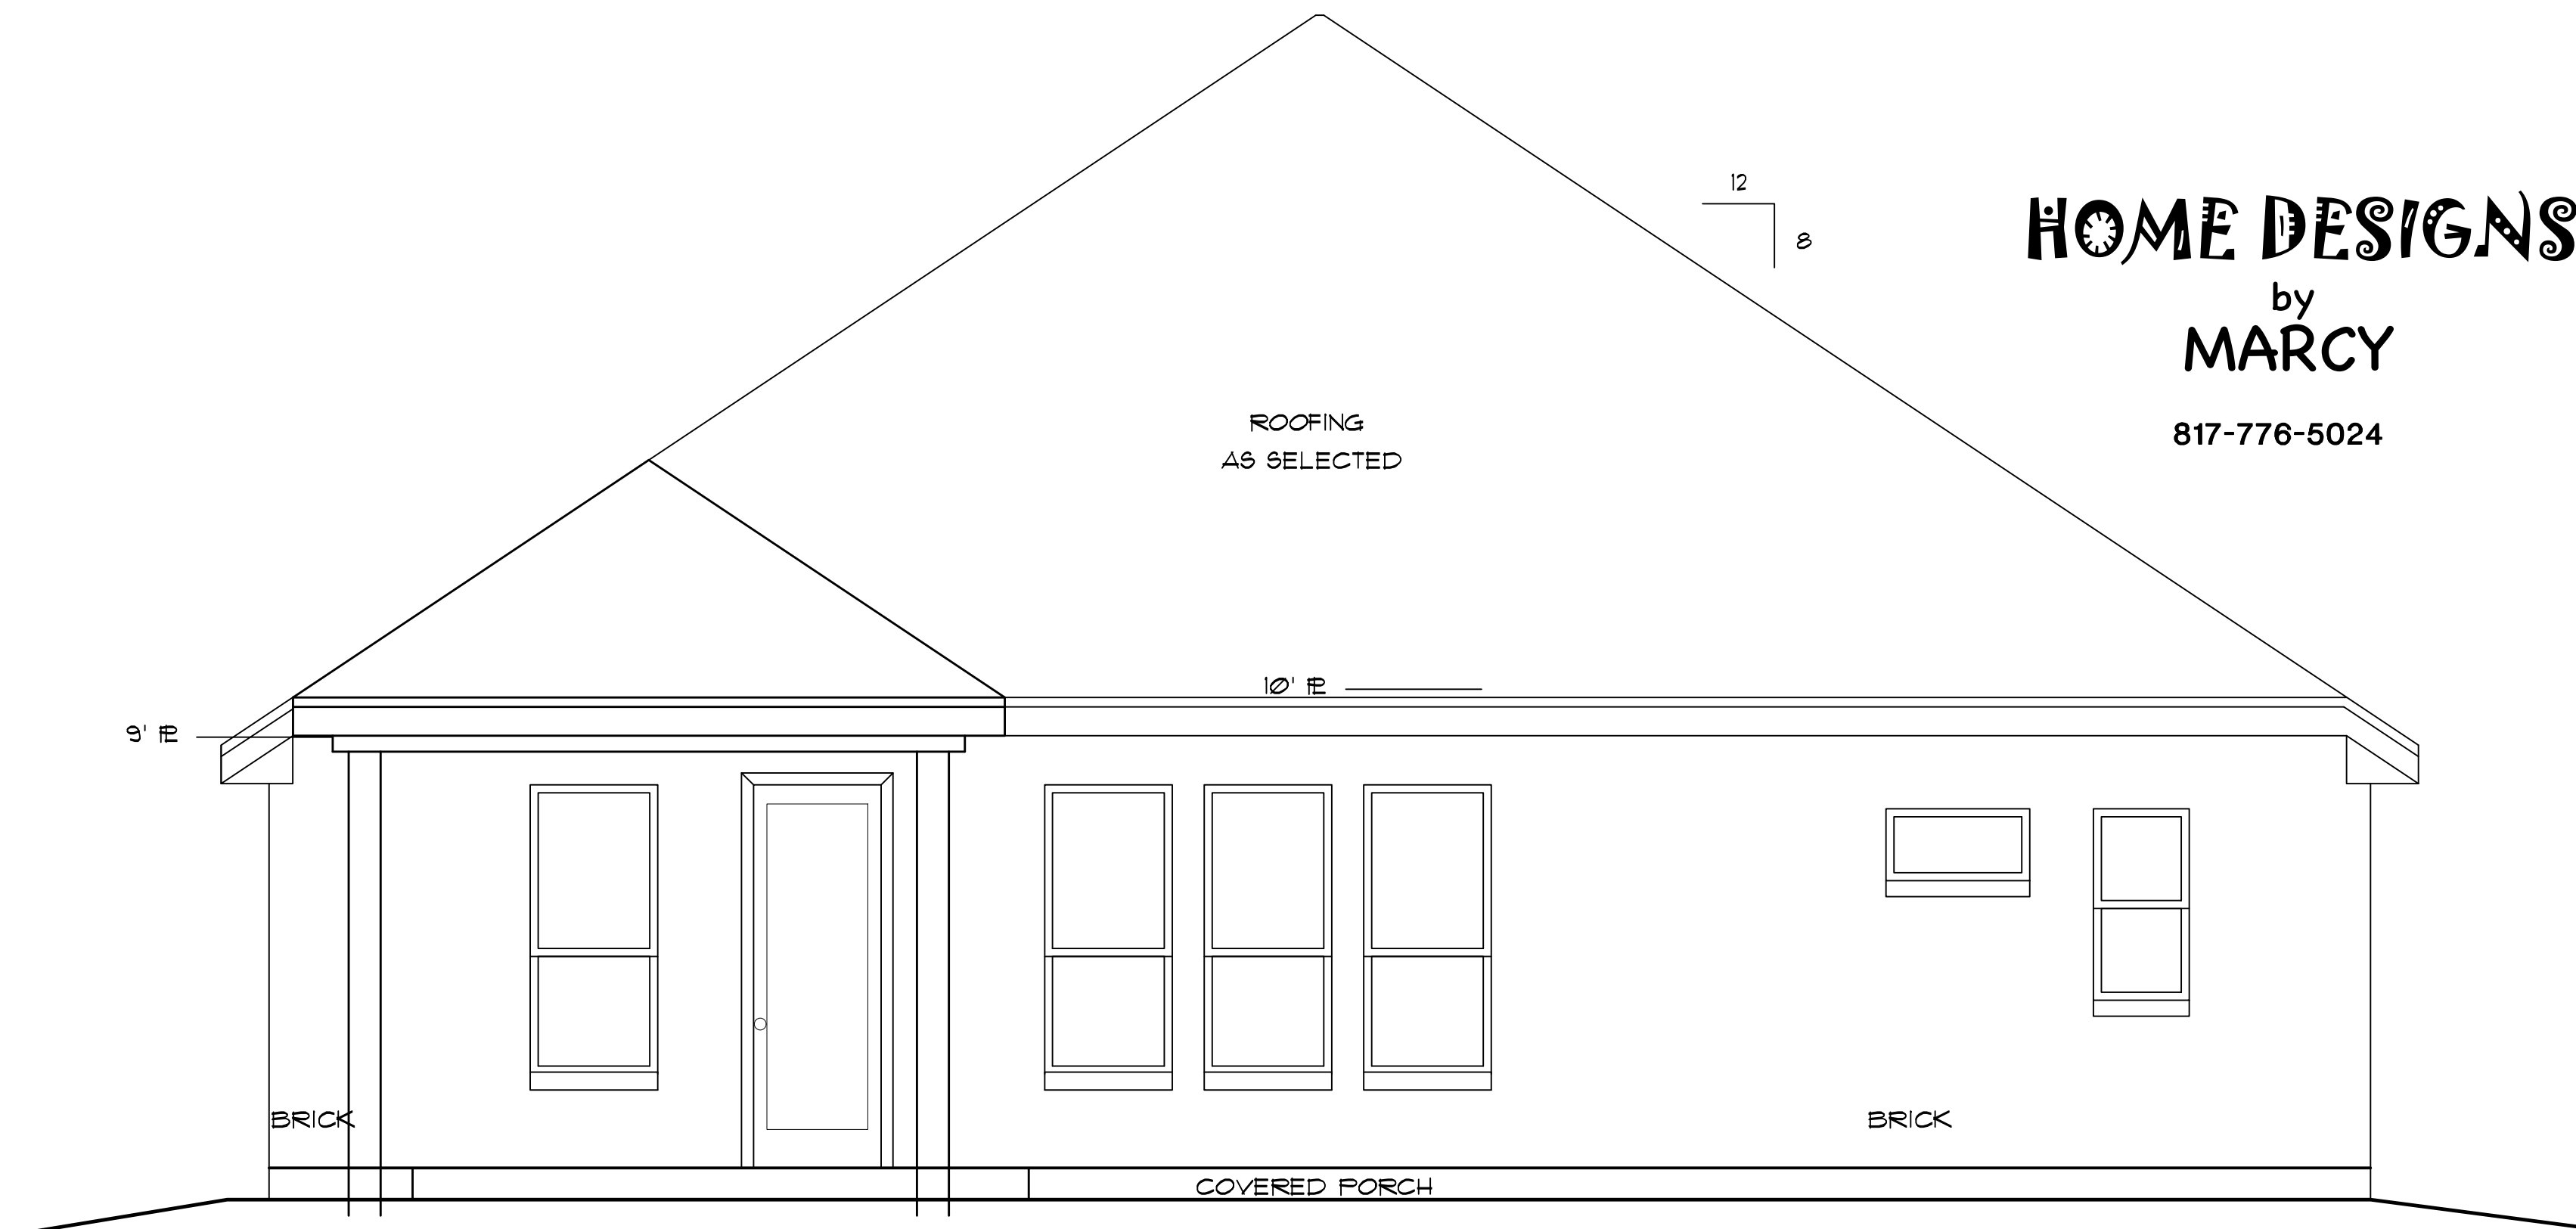 12
8
HOME DESIGNS
by
MARCY
817-776-5024
ROOFING
AS SELECTED
10' PL
9' PL
BRICK
BRICK
COVERED PORCH